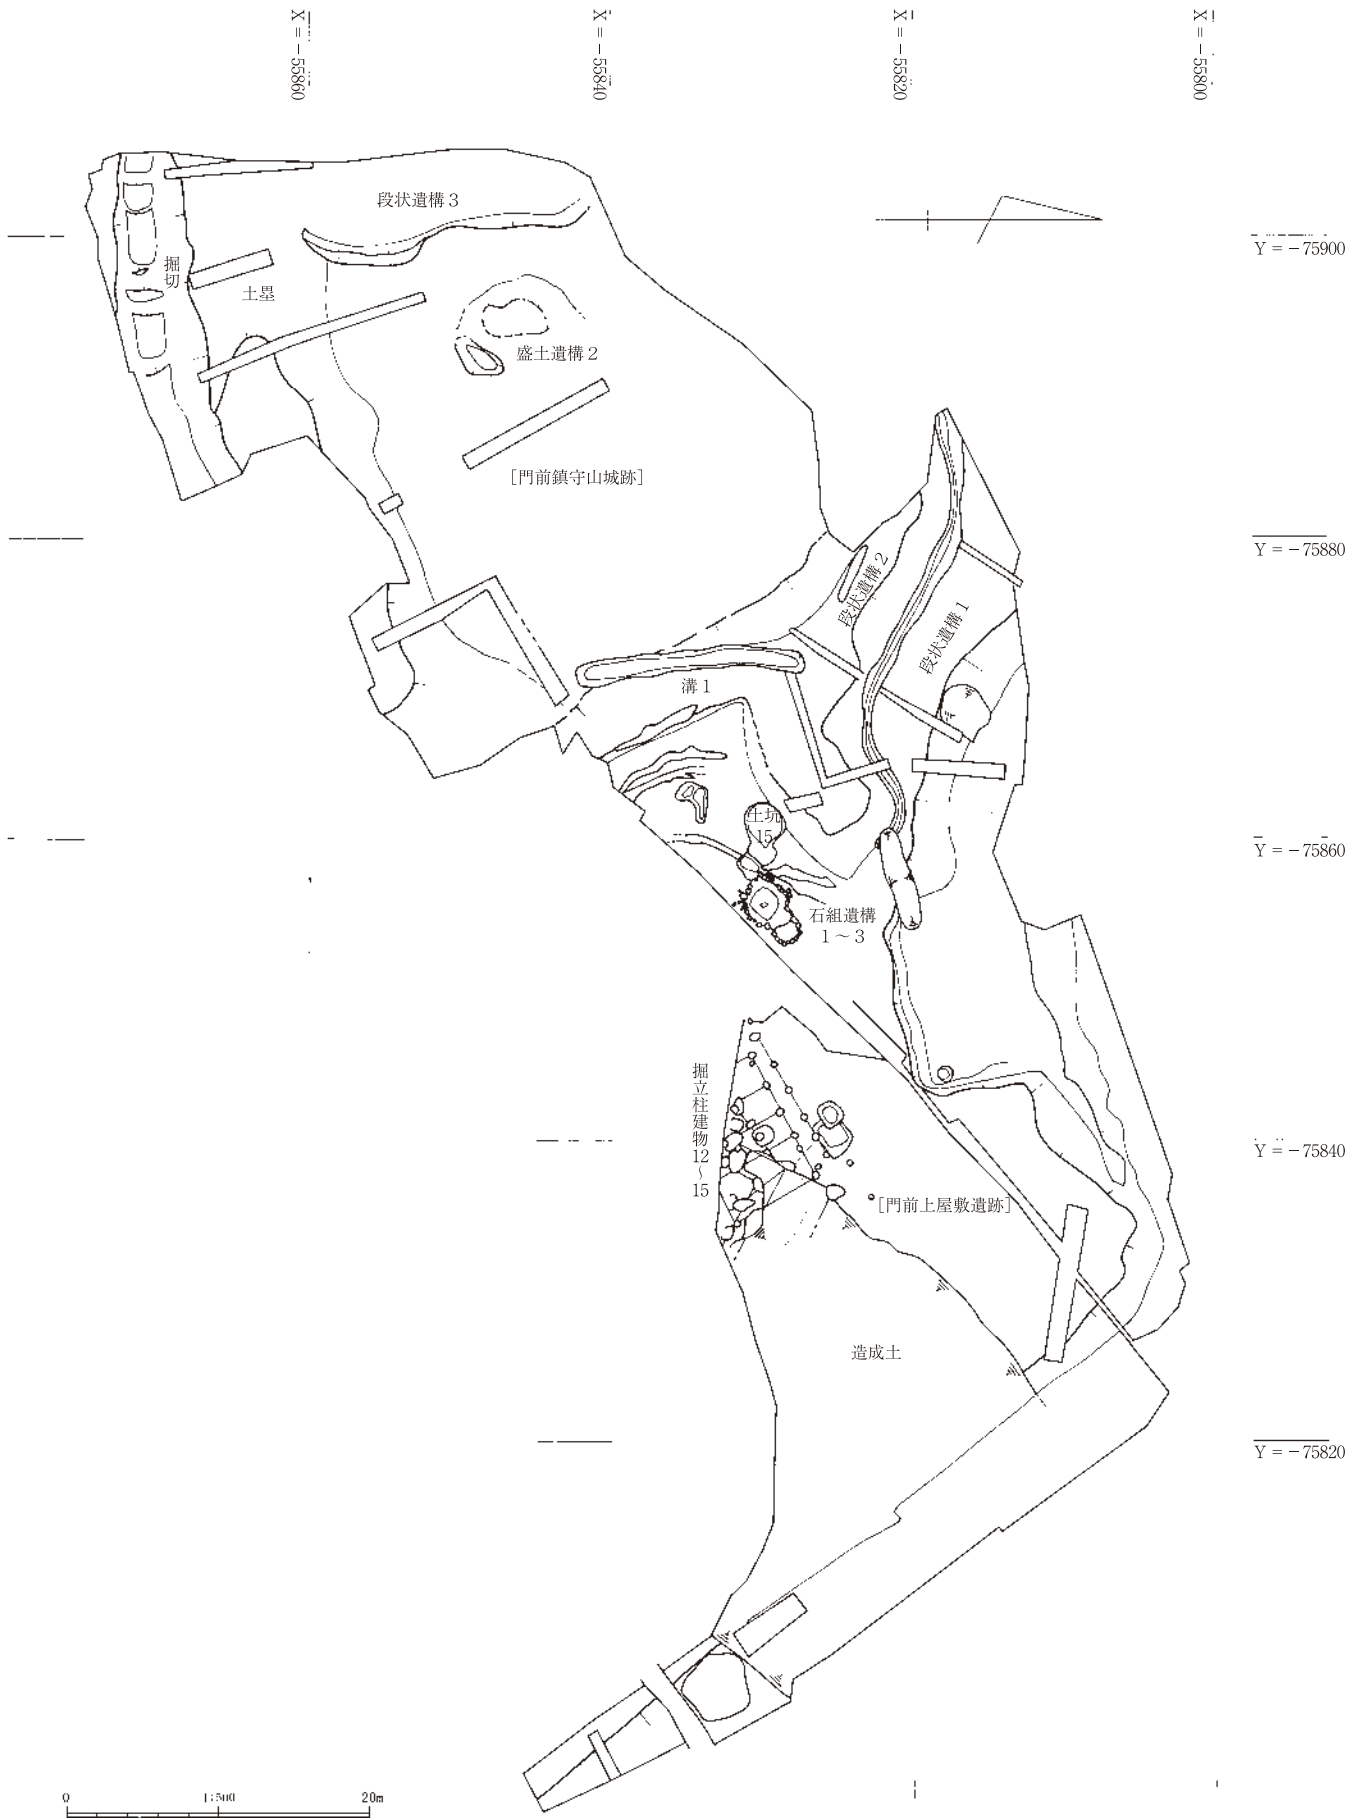 X = −55860
X = −55840
X = −55820
X = −55800
Y = −75900
Y = −75880
Y = −75860
Y = −75840
Y = −75820
段状遺構３
掘切
土塁
盛土遺構２
［門前鎮守山城跡］
段状遺構２
段状遺構１
溝１
土坑
15
石組遺構
１～３
掘立柱建物12～15
［門前上屋敷遺跡］
造成土
0 1:500 20m